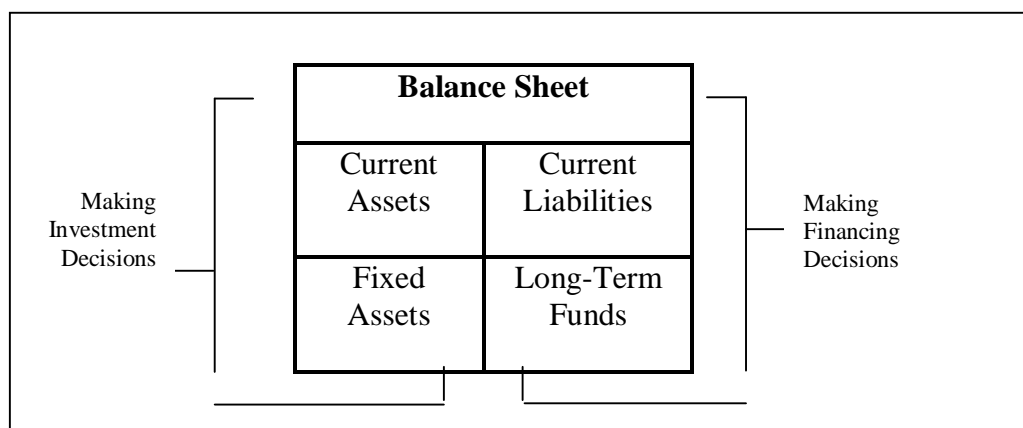 Balance Sheet
Current
Assets
Current
Liabilities
Making
Investment
Decisions
Making
Financing
Decisions
Fixed
Assets
Long-Term
Funds